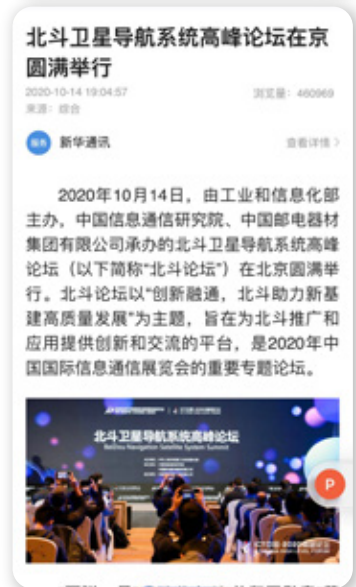 北斗卫星导航系统高峰论坛在京
圆满举行
2020-10-14 19:04:57
浏览量：460969
来源：综合
新华通讯
查看详情
2020年10月14日，由工业和信息化部
主办，中国信息通信研究院、中国邮电器材
集团有限公司承办的北斗卫星导航系统高峰
论坛（以下简称“北斗论坛”）在北京圆满举
行。北斗论坛以“创新融通，北斗助力新基
建高质量发展”为主题，旨在为北斗推广和
应用提供创新和交流的平台，是2020年中
国国际信息通信展览会的重要专题论坛。
北斗卫星导航系统高峰论坛
BeiDou Navigation Satellite System Summit
P